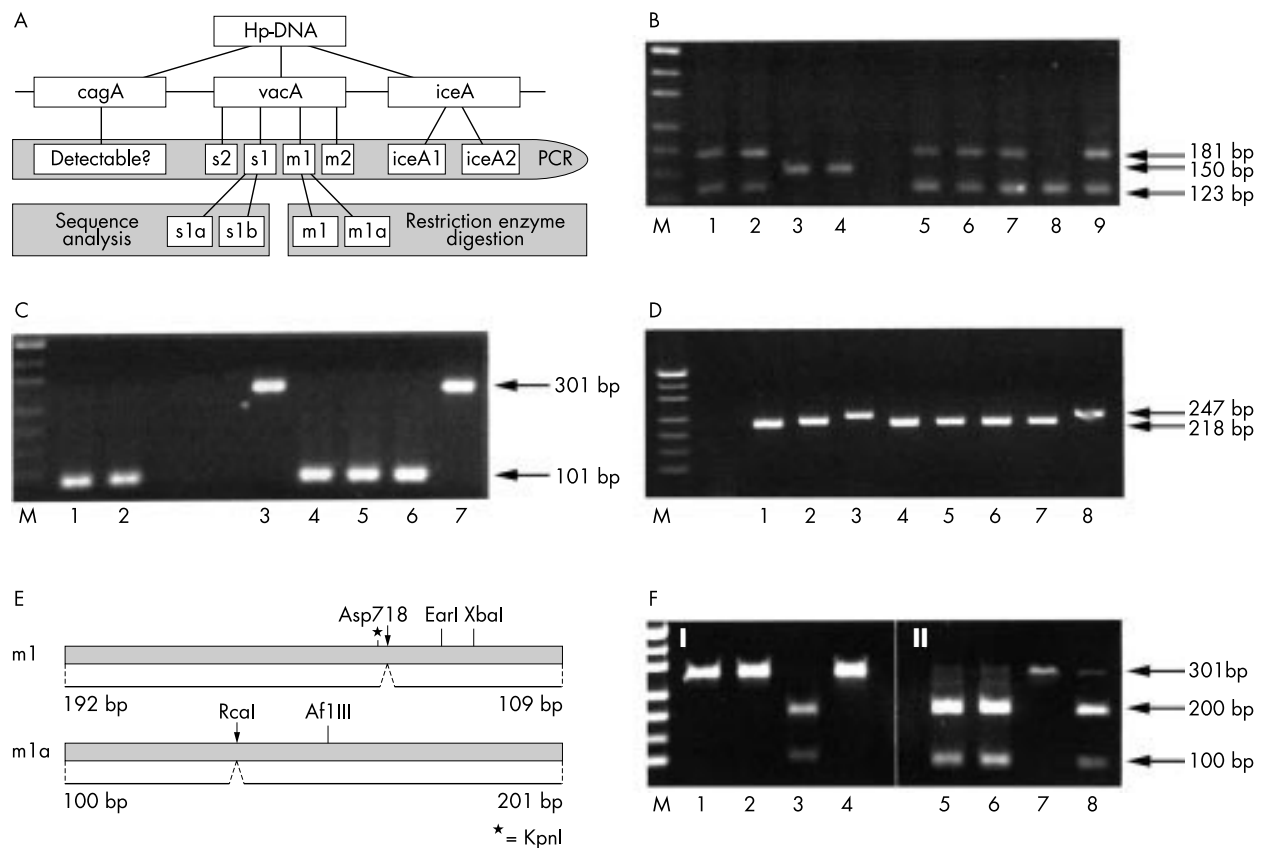 A
Hp-DNA
cagA vacA iceA
Detectable? s2 s1 m1 m2 iceA1 iceA2 PCR
Sequence analysis s1a s1b m1 m1a Restriction enzyme digestion
B
181 bp
150 bp
123 bp
M 1 2 3 4 5 6 7 8 9
C
301 bp
101 bp
M 1 2 3 4 5 6 7
D
247 bp
218 bp
M 1 2 3 4 5 6 7 8
E
Asp718 EarI XbaI
★
m1
192 bp 109 bp
RcaI Af1III
m1a
100 bp 201 bp
★ = KpnI
F
I II
301bp
200 bp
100 bp
M 1 2 3 4 5 6 7 8